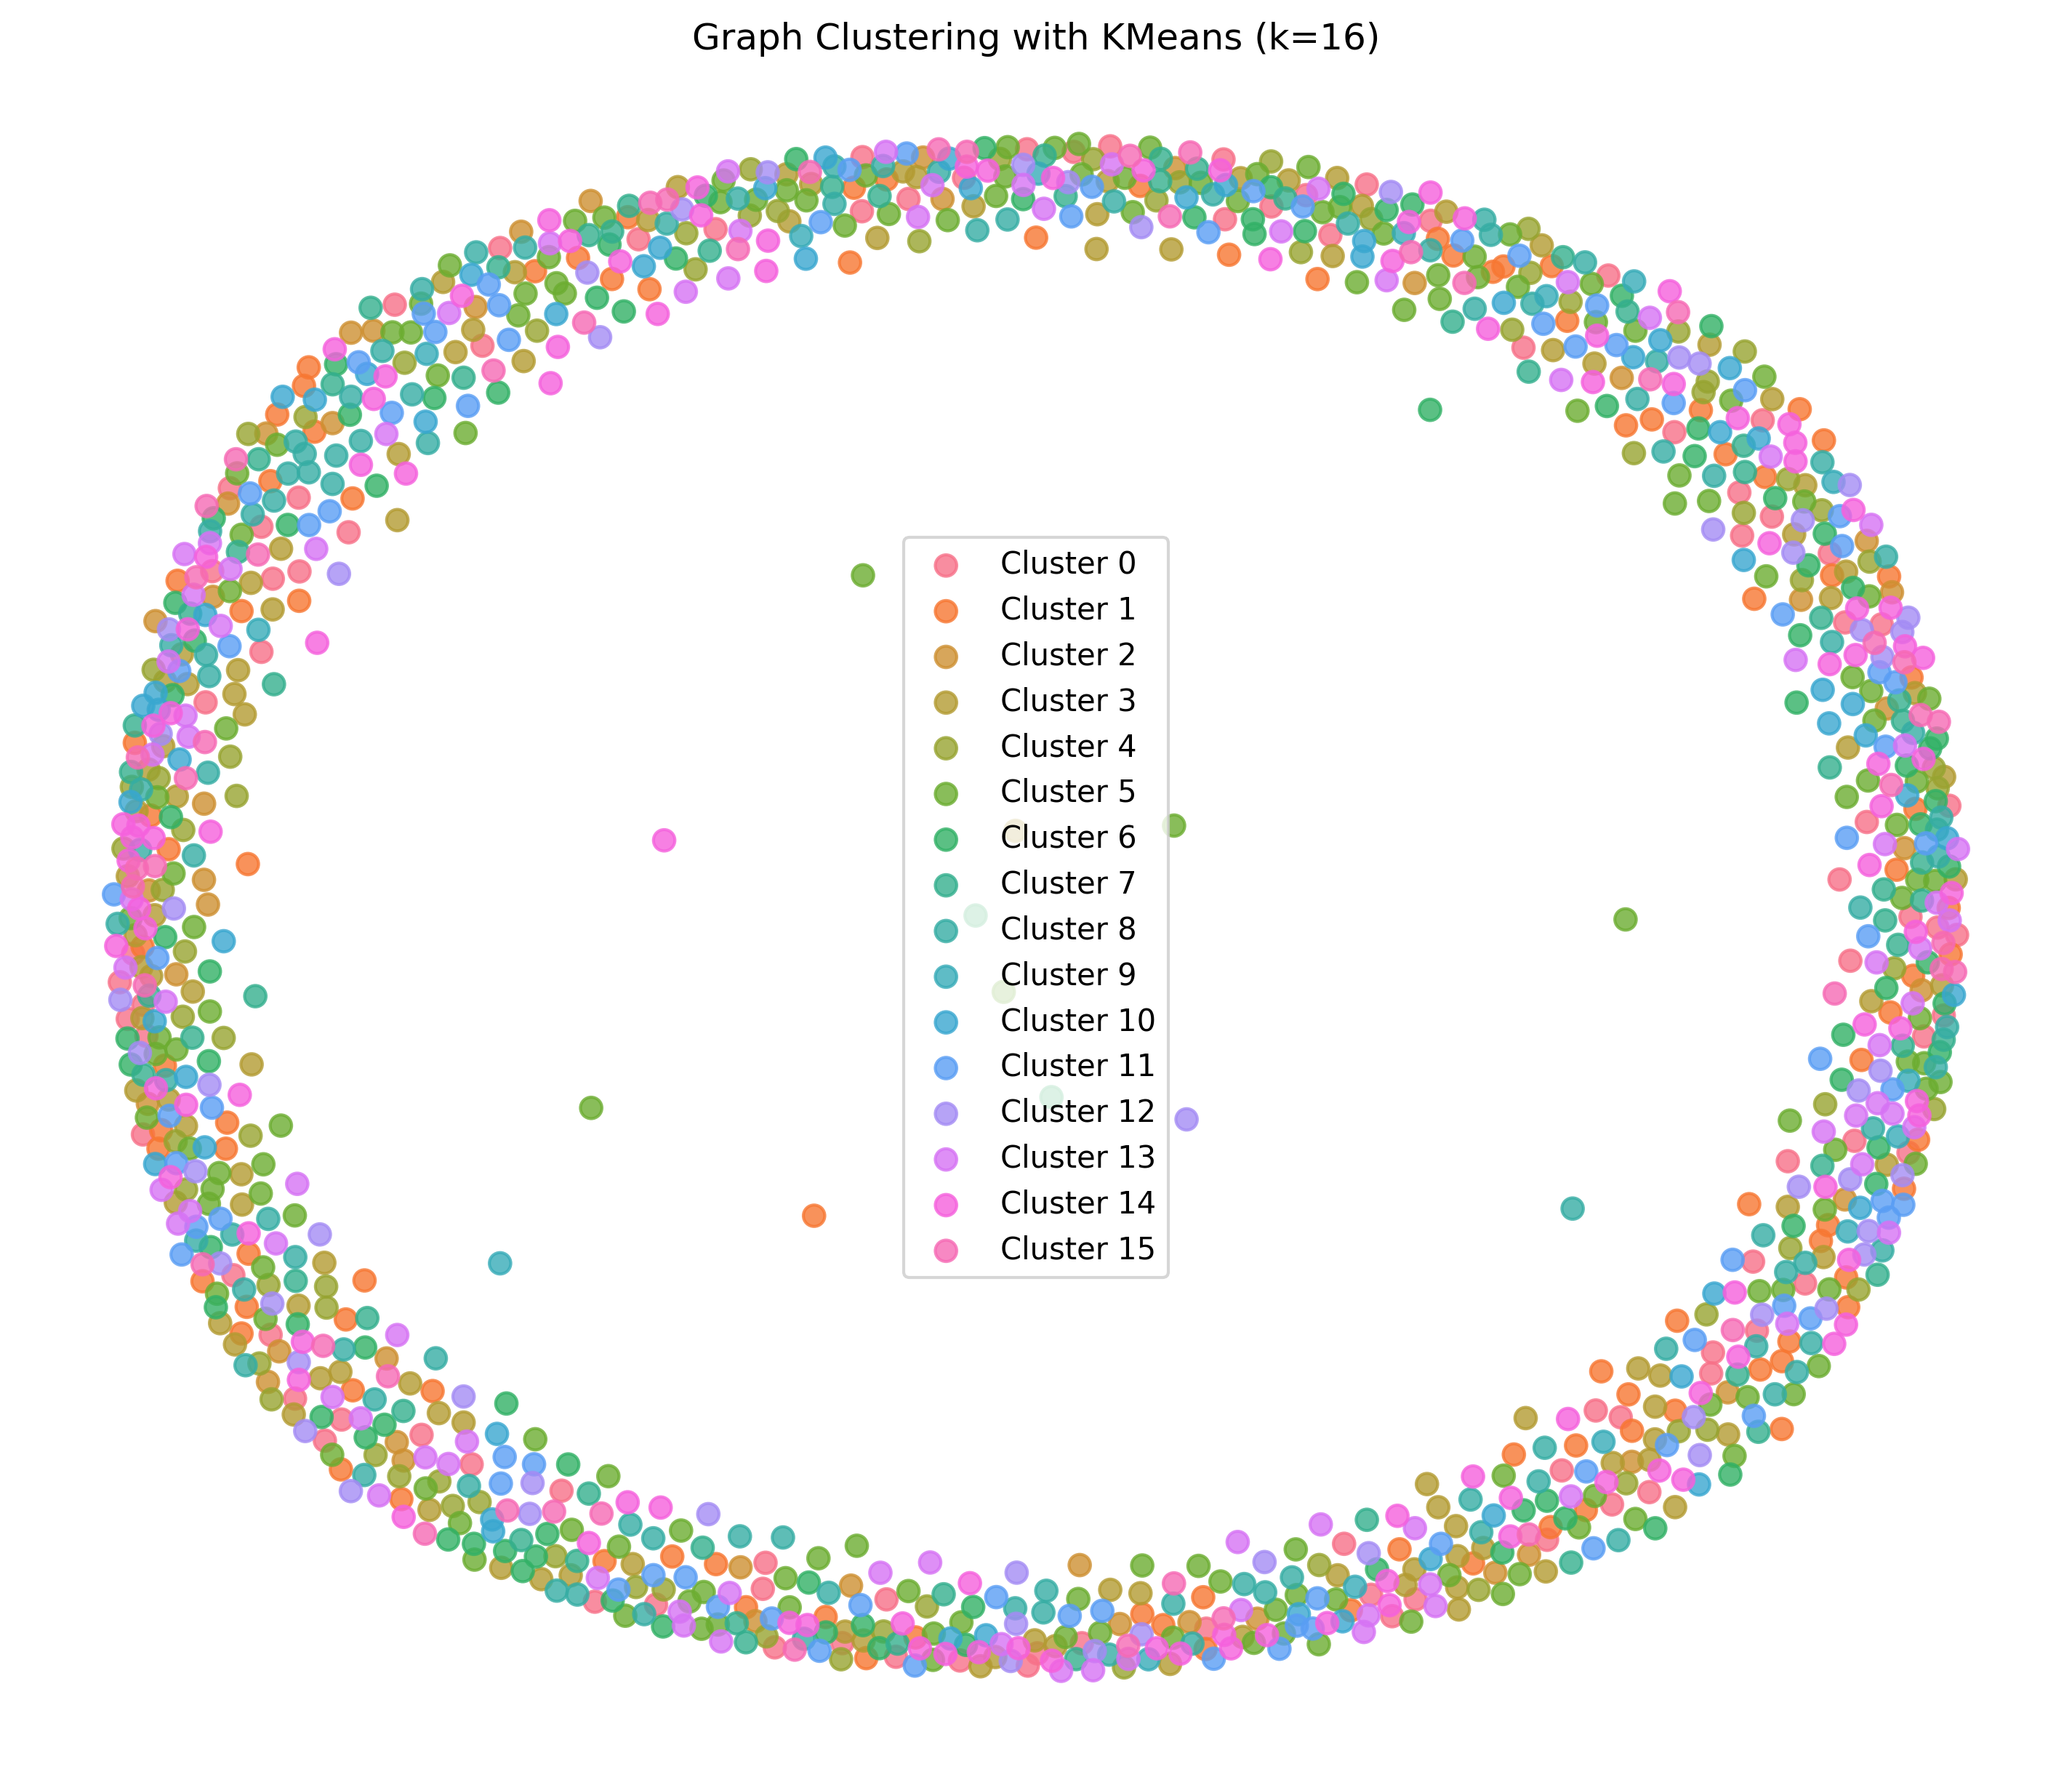 Graph Clustering with KMeans (k=16)
Cluster 0
Cluster 1
Cluster 2
Cluster 3
Cluster 4
Cluster 5
Cluster 6
Cluster 7
Cluster 8
Cluster 9
Cluster 10
Cluster 11
Cluster 12
Cluster 13
Cluster 14
Cluster 15